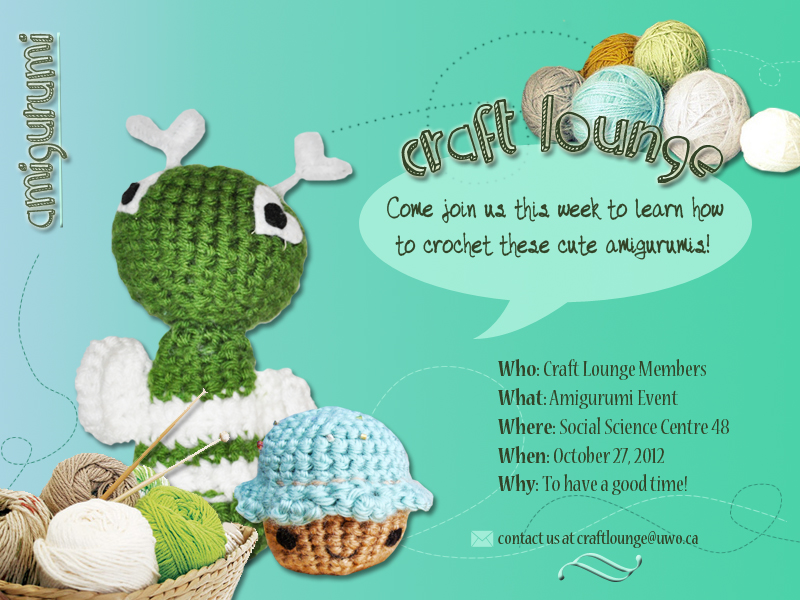 amigurumi
craft lounge
Come join us this week to learn how
to crochet these cute amigurumis!
Who: Craft Lounge Members
What: Amigurumi Event
Where: Social Science Centre 48
When: October 27, 2012
Why: To have a good time!
contact us at craftlounge@uwo.ca